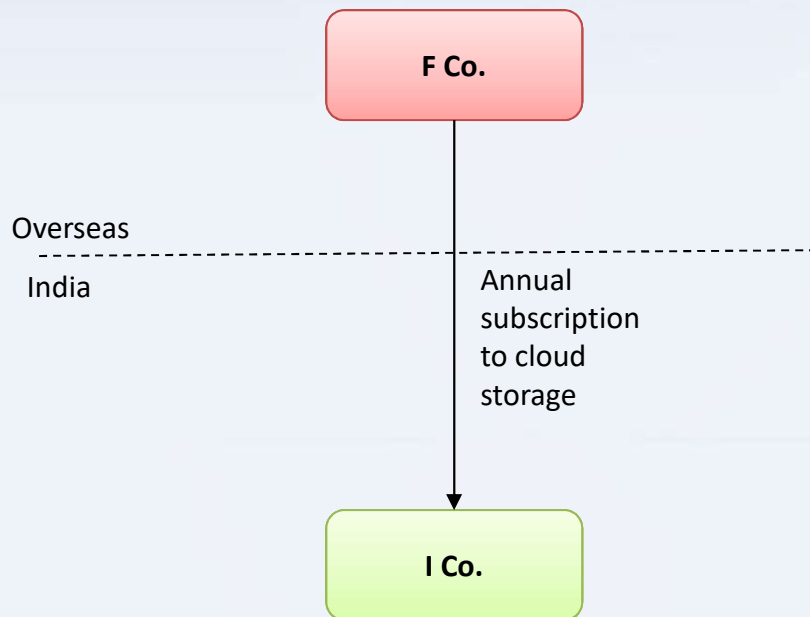 F Co.
Overseas
India
Annual
subscription
to cloud
storage
I Co.